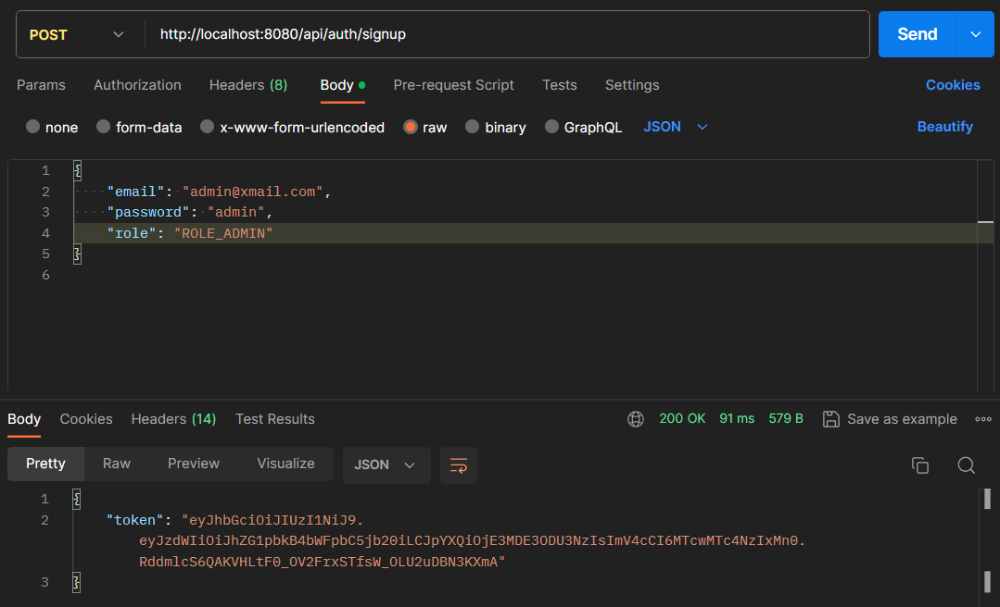 POST http://localhost:8080/api/auth/signup Send
Params Authorization Headers (8) Body Pre-request Script Tests Settings Cookies
none form-data x-www-form-urlencoded raw binary GraphQL JSON Beautify
1 {
2 "email": "admin@xmail.com",
3 "password": "admin",
4 "role": "ROLE_ADMIN"
5 }
6
Body Cookies Headers (14) Test Results 200 OK 91 ms 579 B Save as example
Pretty Raw Preview Visualize JSON
1 {
2 "token": "eyJhbGciOiJIUzI1NiJ9.
eyJzdWIiOiJhZG1pbkB4bWFpbC5jb20iLCJpYXQiOjE3MDE3ODU3NzIsImV4cCI6MTcwMTc4NzIxMn0.
RddmlcS6QAKVHLtF0_OV2FrxSTfsW_OLU2uDBN3KXmA"
3 }